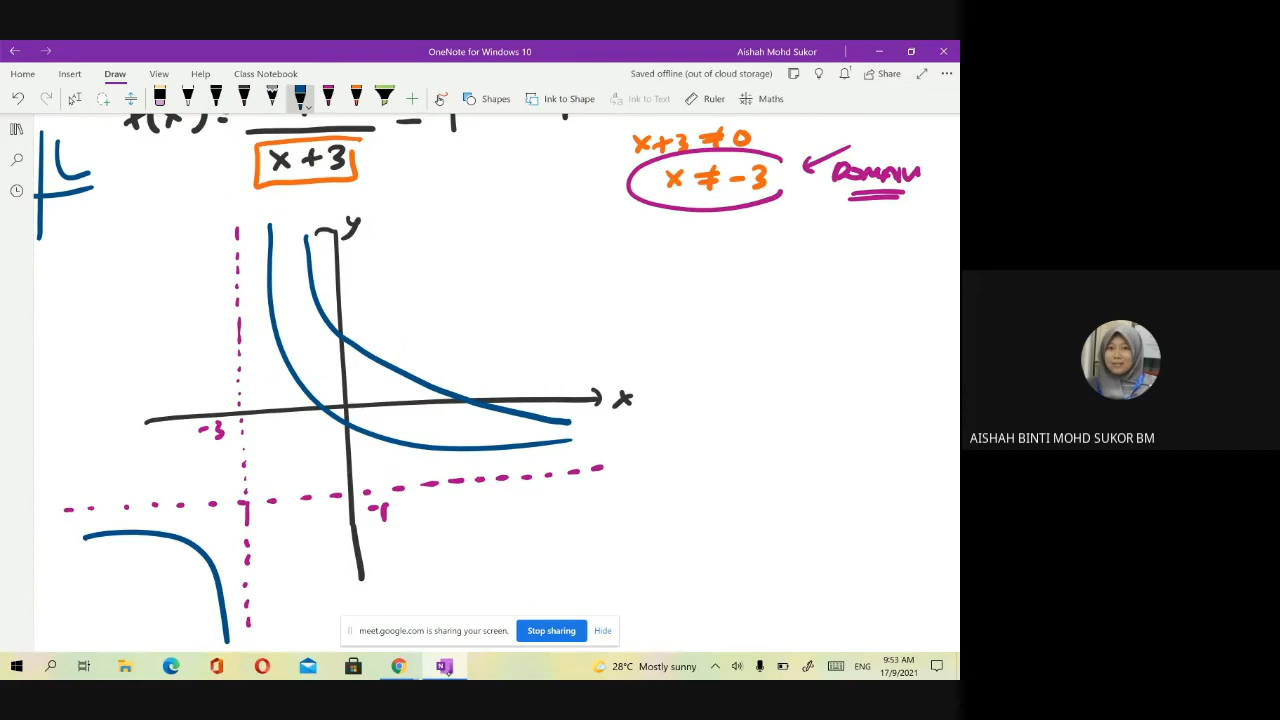 OneNote for Windows 10
Aishah Mohd Sukor
Home Insert Draw View Help Class Notebook
Saved offline (out of cloud storage)
Share
Shapes
Ink to Shape
Ink to Text
Ruler
Maths
x + 3
x+3 ≠ 0
x ≠ -3
DOMAIN
y
x
-3
-1
AISHAH BINTI MOHD SUKOR BM
meet.google.com is sharing your screen.
Stop sharing
Hide
28°C Mostly sunny
ENG
9:53 AM
17/9/2021